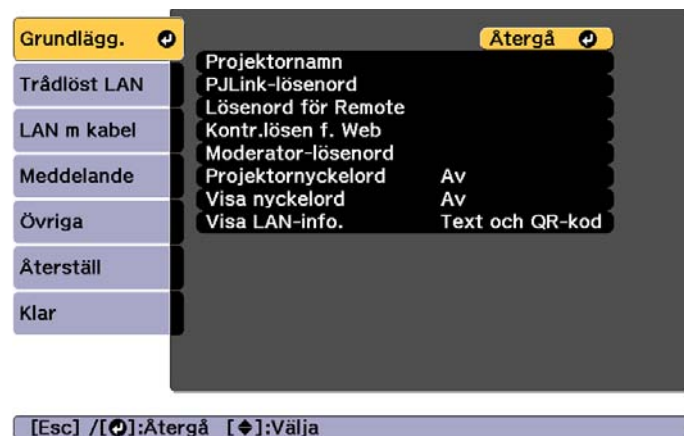 Grundlägg.
Trådlöst LAN
LAN m kabel
Meddelande
Övriga
Återställ
Klar
Återgå
Projektornamn
PJLink-lösenord
Lösenord för Remote
Kontr.lösen f. Web
Moderator-lösenord
Projektornyckelord Av
Visa nyckelord Av
Visa LAN-info. Text och QR-kod
[Esc] /[⏎]:Återgå [◆]:Välja